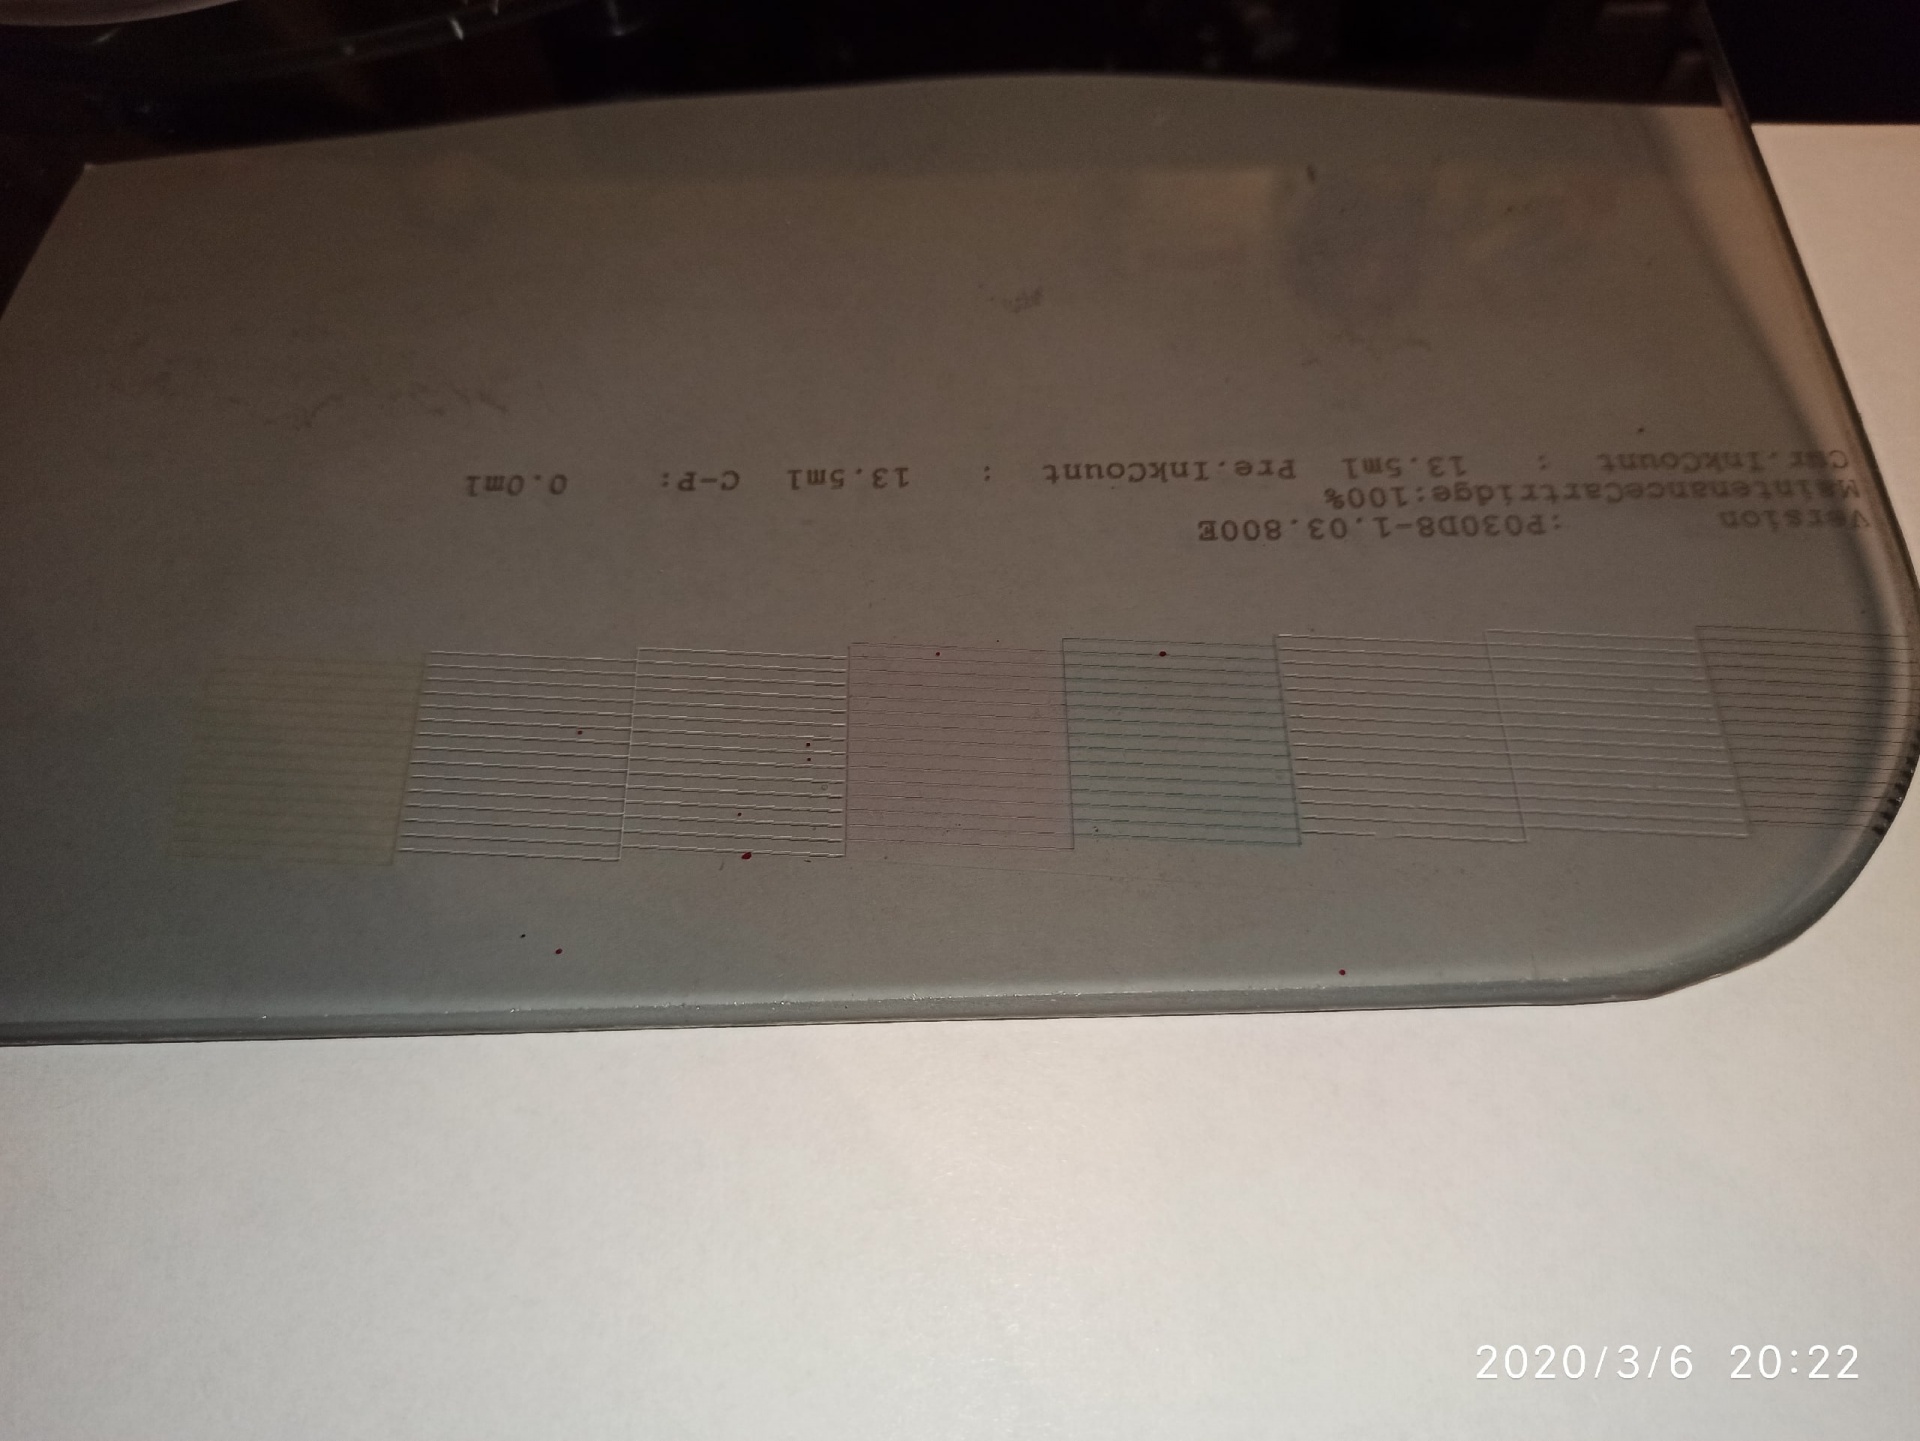 Version :P030D8-1.03.800E
MaintenanceCartridge:100%
Cur.InkCount : 13.5ml Pre.InkCount : 13.5ml C-P: 0.0ml
2020/3/6 20:22